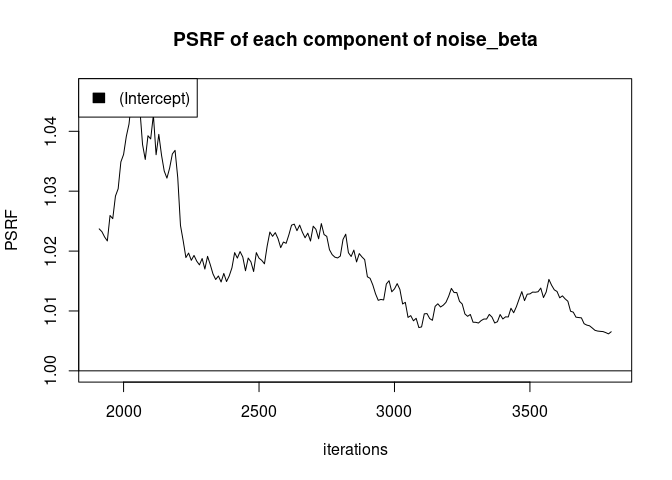 PSRF of each component of noise_beta
(Intercept)
PSRF
1.04
1.03
1.02
1.01
1.00
2000 2500 3000 3500
iterations